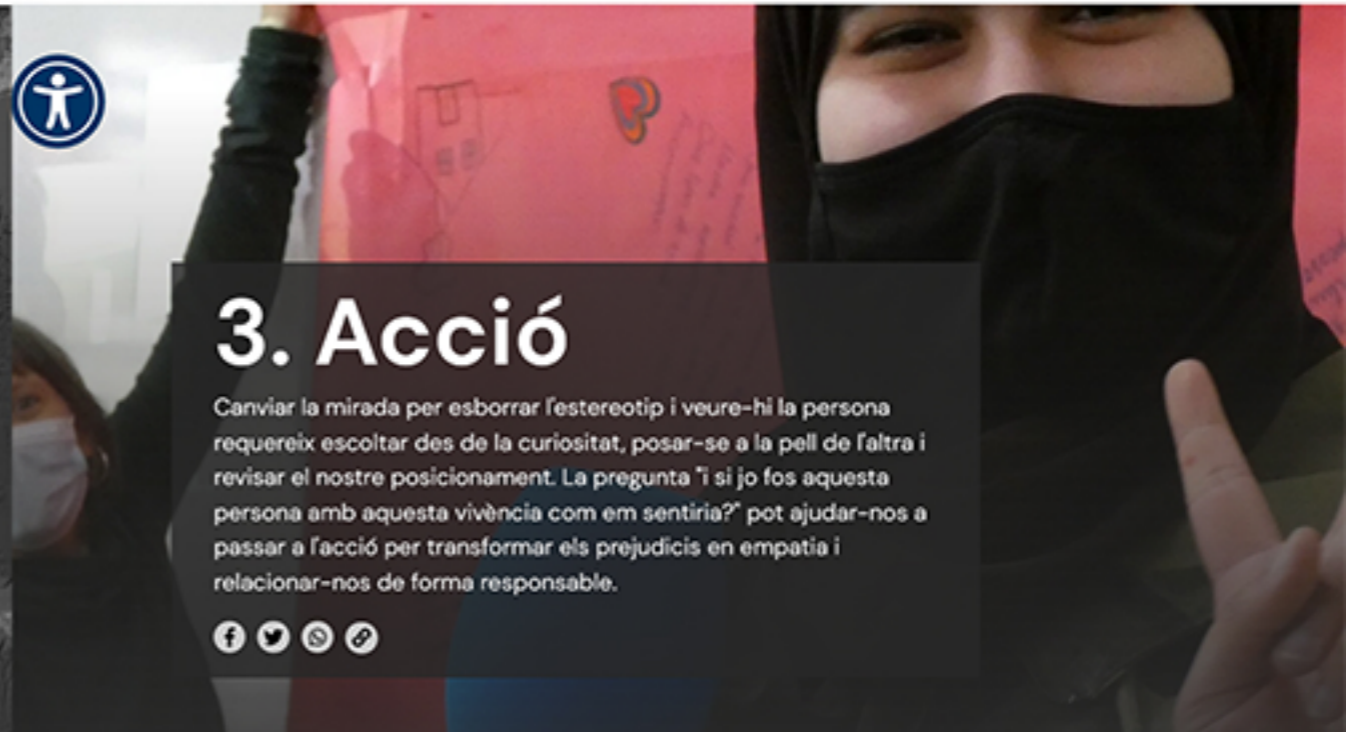 3. Acció
Canviar la mirada per esborrar l'estereotip i veure-hi la persona
requereix escoltar des de la curiositat, posar-se a la pell de l'altra i
revisar el nostre posicionament. La pregunta "i si jo fos aquesta
persona amb aquesta vivència com em sentiria?" pot ajudar-nos a
passar a l'acció per transformar els prejudicis en empatia i
relacionar-nos de forma responsable.